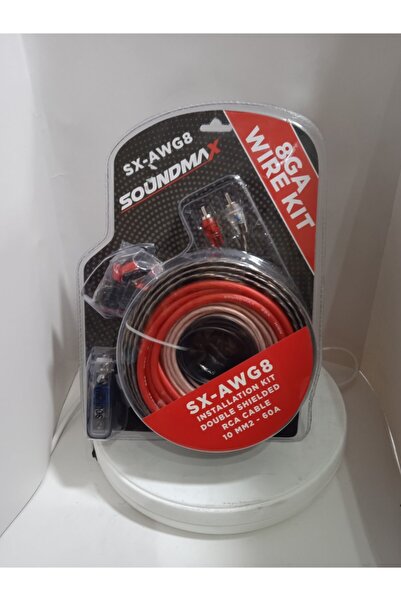 SX-AWG8
SOUNDMAX
8GA
WIRE KIT
SX-AWG8
INSTALLATION KIT
DOUBLE SHIELDED
RCA CABLE
10 MM2 - 60A